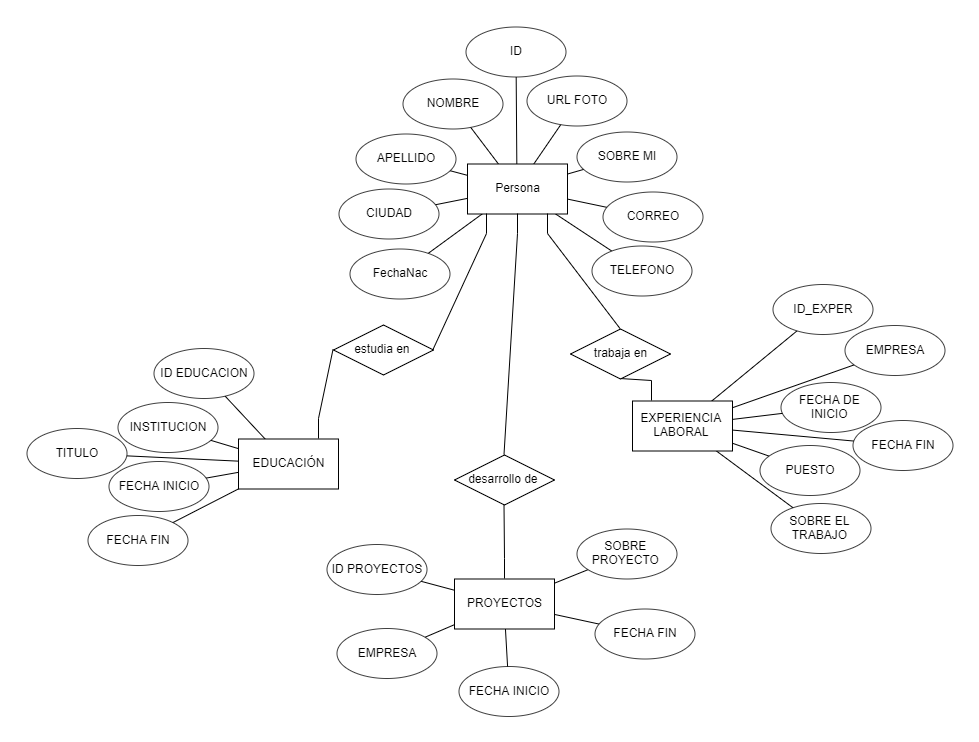 ID
NOMBRE
URL FOTO
APELLIDO
SOBRE MI
Persona
CIUDAD
CORREO
FechaNac
TELEFONO
ID_EXPER
estudia en
trabaja en
EMPRESA
ID EDUCACION
FECHA DE
INICIO
INSTITUCION
EXPERIENCIA
LABORAL
TITULO
EDUCACIÓN
FECHA FIN
FECHA INICIO
desarrollo de
PUESTO
FECHA FIN
SOBRE EL
TRABAJO
ID PROYECTOS
SOBRE
PROYECTO
PROYECTOS
FECHA FIN
EMPRESA
FECHA INICIO